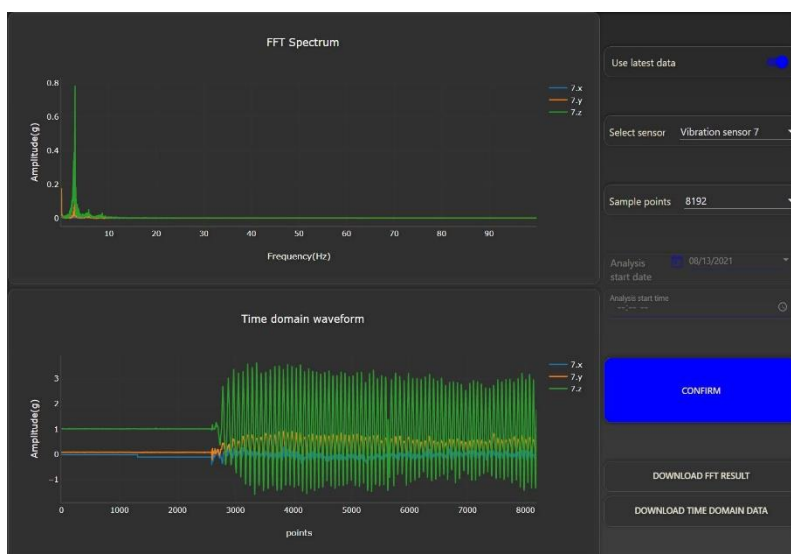 FFT Spectrum
0.8
0.6
0.4
0.2
0
Amplitude(g)
10 20 30 40 50 60 70 80 90
Frequency(Hz)
7.x
7.y
7.z
Time domain waveform
3
2
1
0
−1
Amplitude(g)
0 1000 2000 3000 4000 5000 6000 7000 8000
points
7.x
7.y
7.z
Use latest data
Select sensor Vibration sensor 7
Sample points 8192
Analysis
start date
08/13/2021
Analysis start time
--:-- --
CONFIRM
DOWNLOAD FFT RESULT
DOWNLOAD TIME DOMAIN DATA